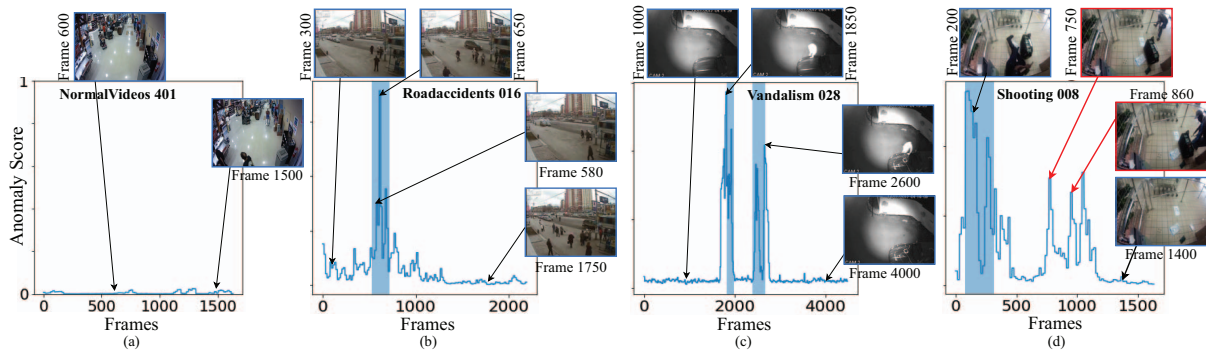 Frame 600
1
NormalVideos 401
Frame 1500
Anomaly Score
0
0
500
1000
1500
Frames
(a)
Frame 300
Frame 650
Roadaccidents 016
Frame 580
Frame 1750
0
500
1000
1500
2000
Frames
(b)
Frame 1000
Frame 1850
Vandalism 028
Frame 2600
Frame 4000
0
2000
4000
Frames
(c)
Frame 200
Frame 750
Shooting 008
Frame 860
Frame 1400
0
500
1000
1500
Frames
(d)